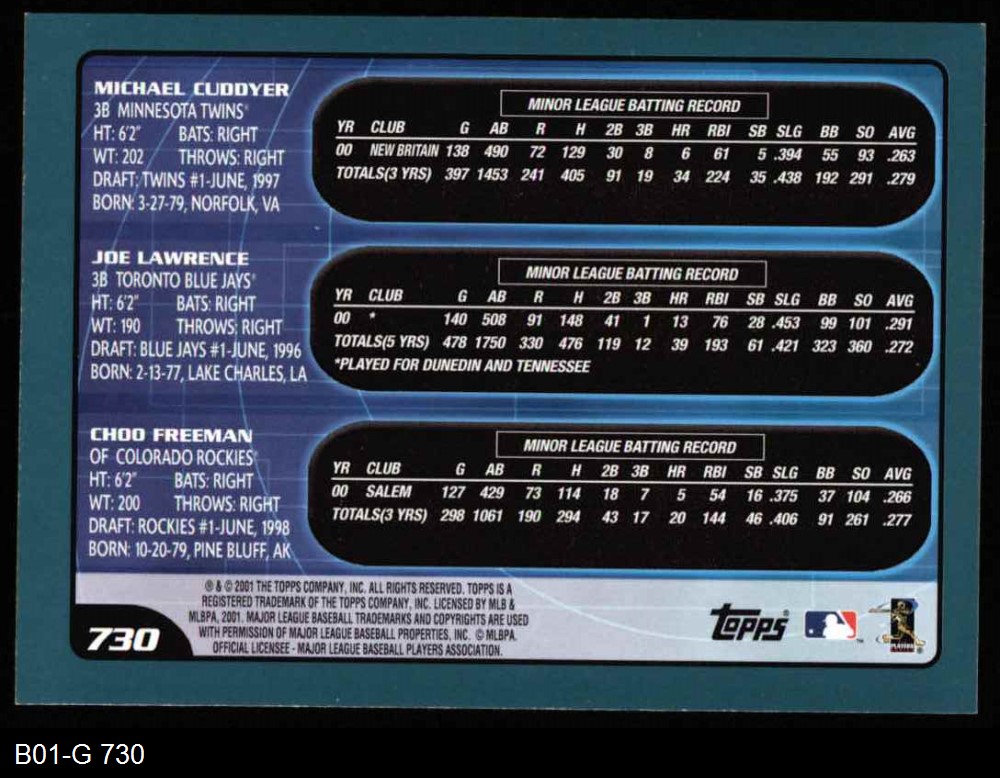 MICHAEL CUDDYER
3B MINNESOTA TWINS®
HT: 6'2" BATS: RIGHT
WT: 202 THROWS: RIGHT
DRAFT: TWINS #1-JUNE, 1997
BORN: 3-27-79, NORFOLK, VA
MINOR LEAGUE BATTING RECORD
YR CLUB G AB R H 2B 3B HR RBI SB SLG BB SO AVG
00 NEW BRITAIN 138 490 72 129 30 8 6 61 5 .394 55 93 .263
TOTALS(3 YRS) 397 1453 241 405 91 19 34 224 35 .438 192 291 .279
JOE LAWRENCE
3B TORONTO BLUE JAYS®
HT: 6'2" BATS: RIGHT
WT: 190 THROWS: RIGHT
DRAFT: BLUE JAYS #1-JUNE, 1996
BORN: 2-13-77, LAKE CHARLES, LA
MINOR LEAGUE BATTING RECORD
YR CLUB G AB R H 2B 3B HR RBI SB SLG BB SO AVG
00 * 140 508 91 148 41 1 13 76 28 .453 99 101 .291
TOTALS(5 YRS) 478 1750 330 476 119 12 39 193 61 .421 323 360 .272
*PLAYED FOR DUNEDIN AND TENNESSEE
CHOO FREEMAN
OF COLORADO ROCKIES®
HT: 6'2" BATS: RIGHT
WT: 200 THROWS: RIGHT
DRAFT: ROCKIES #1-JUNE, 1998
BORN: 10-20-79, PINE BLUFF, AK
MINOR LEAGUE BATTING RECORD
YR CLUB G AB R H 2B 3B HR RBI SB SLG BB SO AVG
00 SALEM 127 429 73 114 18 7 5 54 16 .375 37 104 .266
TOTALS(3 YRS) 298 1061 190 294 43 17 20 144 46 .406 91 261 .277
730
® & © 2001 THE TOPPS COMPANY, INC. ALL RIGHTS RESERVED. TOPPS IS A
REGISTERED TRADEMARK OF THE TOPPS COMPANY, INC. LICENSED BY MLB &
MLBPA, 2001. MAJOR LEAGUE BASEBALL TRADEMARKS AND COPYRIGHTS ARE USED
WITH PERMISSION OF MAJOR LEAGUE BASEBALL PROPERTIES, INC. © MLBPA.
OFFICIAL LICENSEE - MAJOR LEAGUE BASEBALL PLAYERS ASSOCIATION.
Topps®
PLAYERS
B01-G 730